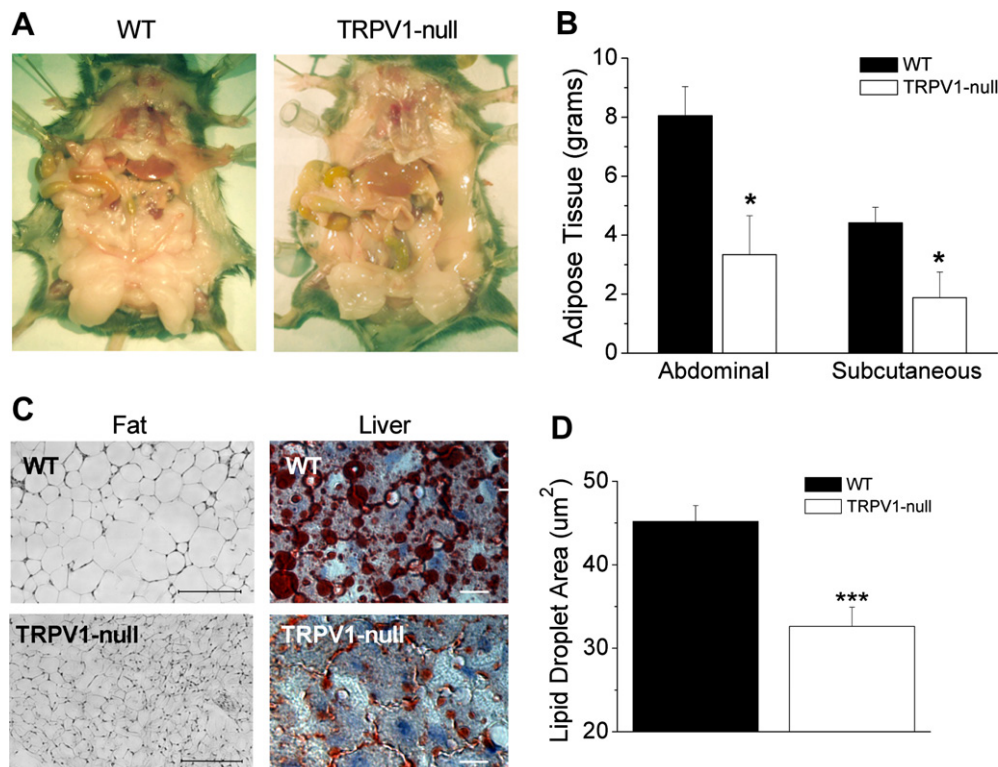 A
WT
TRPV1-null
B
Adipose Tissue (grams)
10
8
6
4
2
0
WT
TRPV1-null
*
*
Abdominal
Subcutaneous
C
Fat
Liver
WT
WT
TRPV1-null
TRPV1-null
D
Lipid Droplet Area (um²)
50
40
30
20
WT
TRPV1-null
***